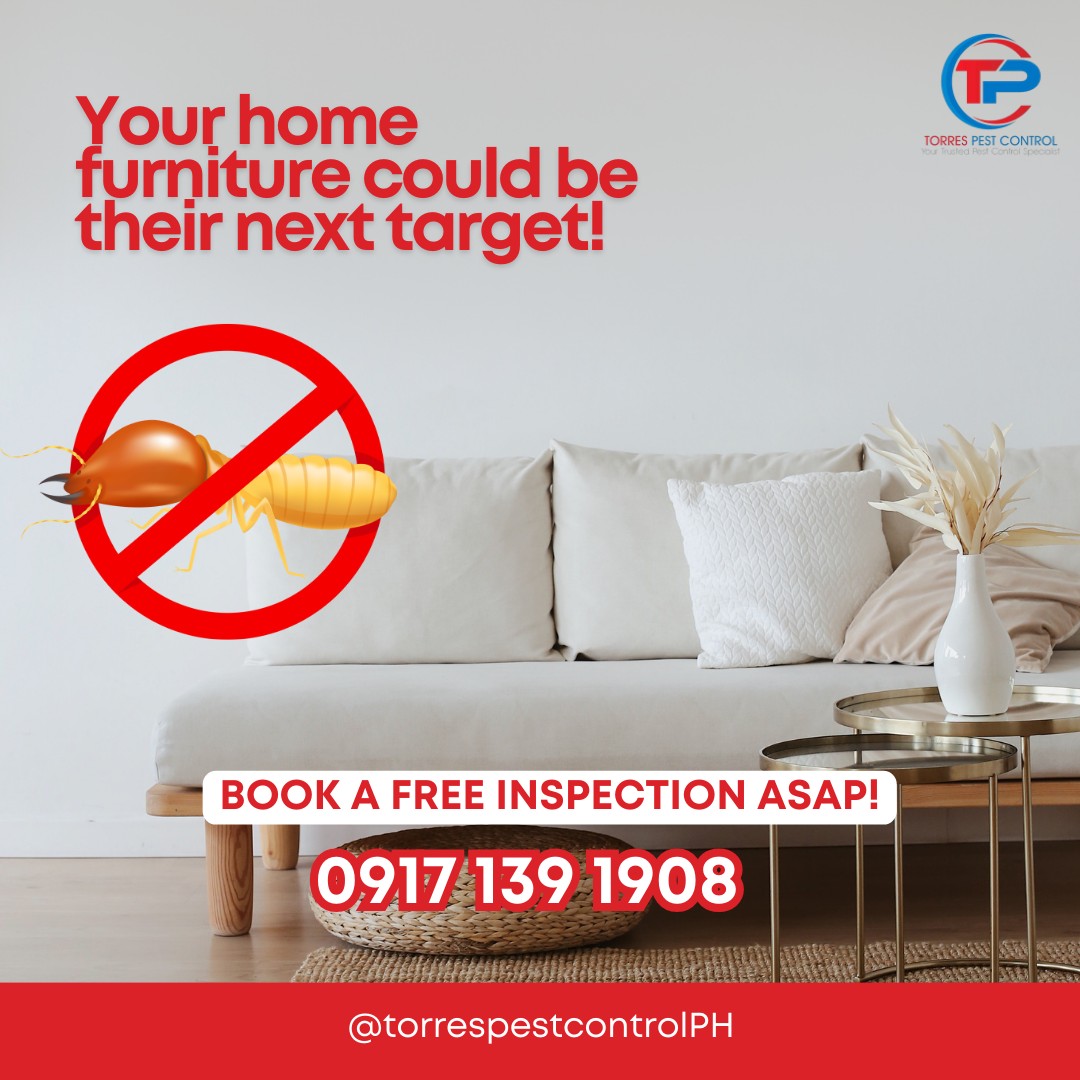 Your home
furniture could be
their next target!
TP
TORRES PEST CONTROL
Your Trusted Pest Control Specialist
BOOK A FREE INSPECTION ASAP!
0917 139 1908
@torrespestcontrolPH